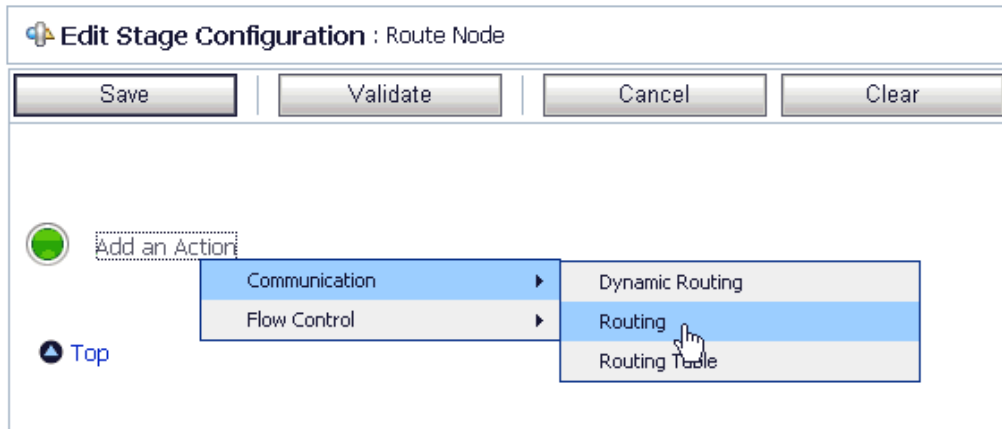 Edit Stage Configuration : Route Node
Save Validate Cancel Clear
Add an Action
Communication Dynamic Routing
Flow Control Routing
Top Routing Table